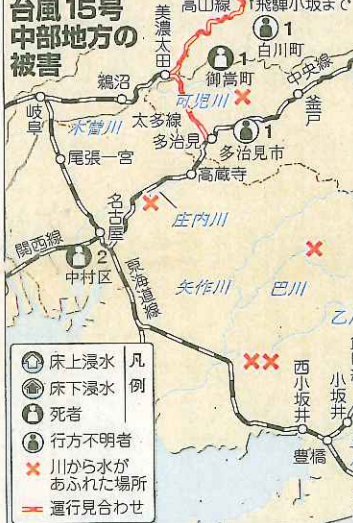 台風15号
中部地方の
被害
高山線
飛騨小坂まで
美濃太田
1
白川町
1
御嵩町
鵜沼
可児川
中央線
釜戸
岐阜
木曽川
太多線
多治見
1
多治見市
尾張一宮
高蔵寺
名古屋
庄内川
関西線
2
中村区
東海道線
矢作川
巴川
乙川
西小坂井
小坂井
豊橋
凡例
床上浸水
床下浸水
死者
行方不明者
川から水が
あふれた場所
運行見合わせ